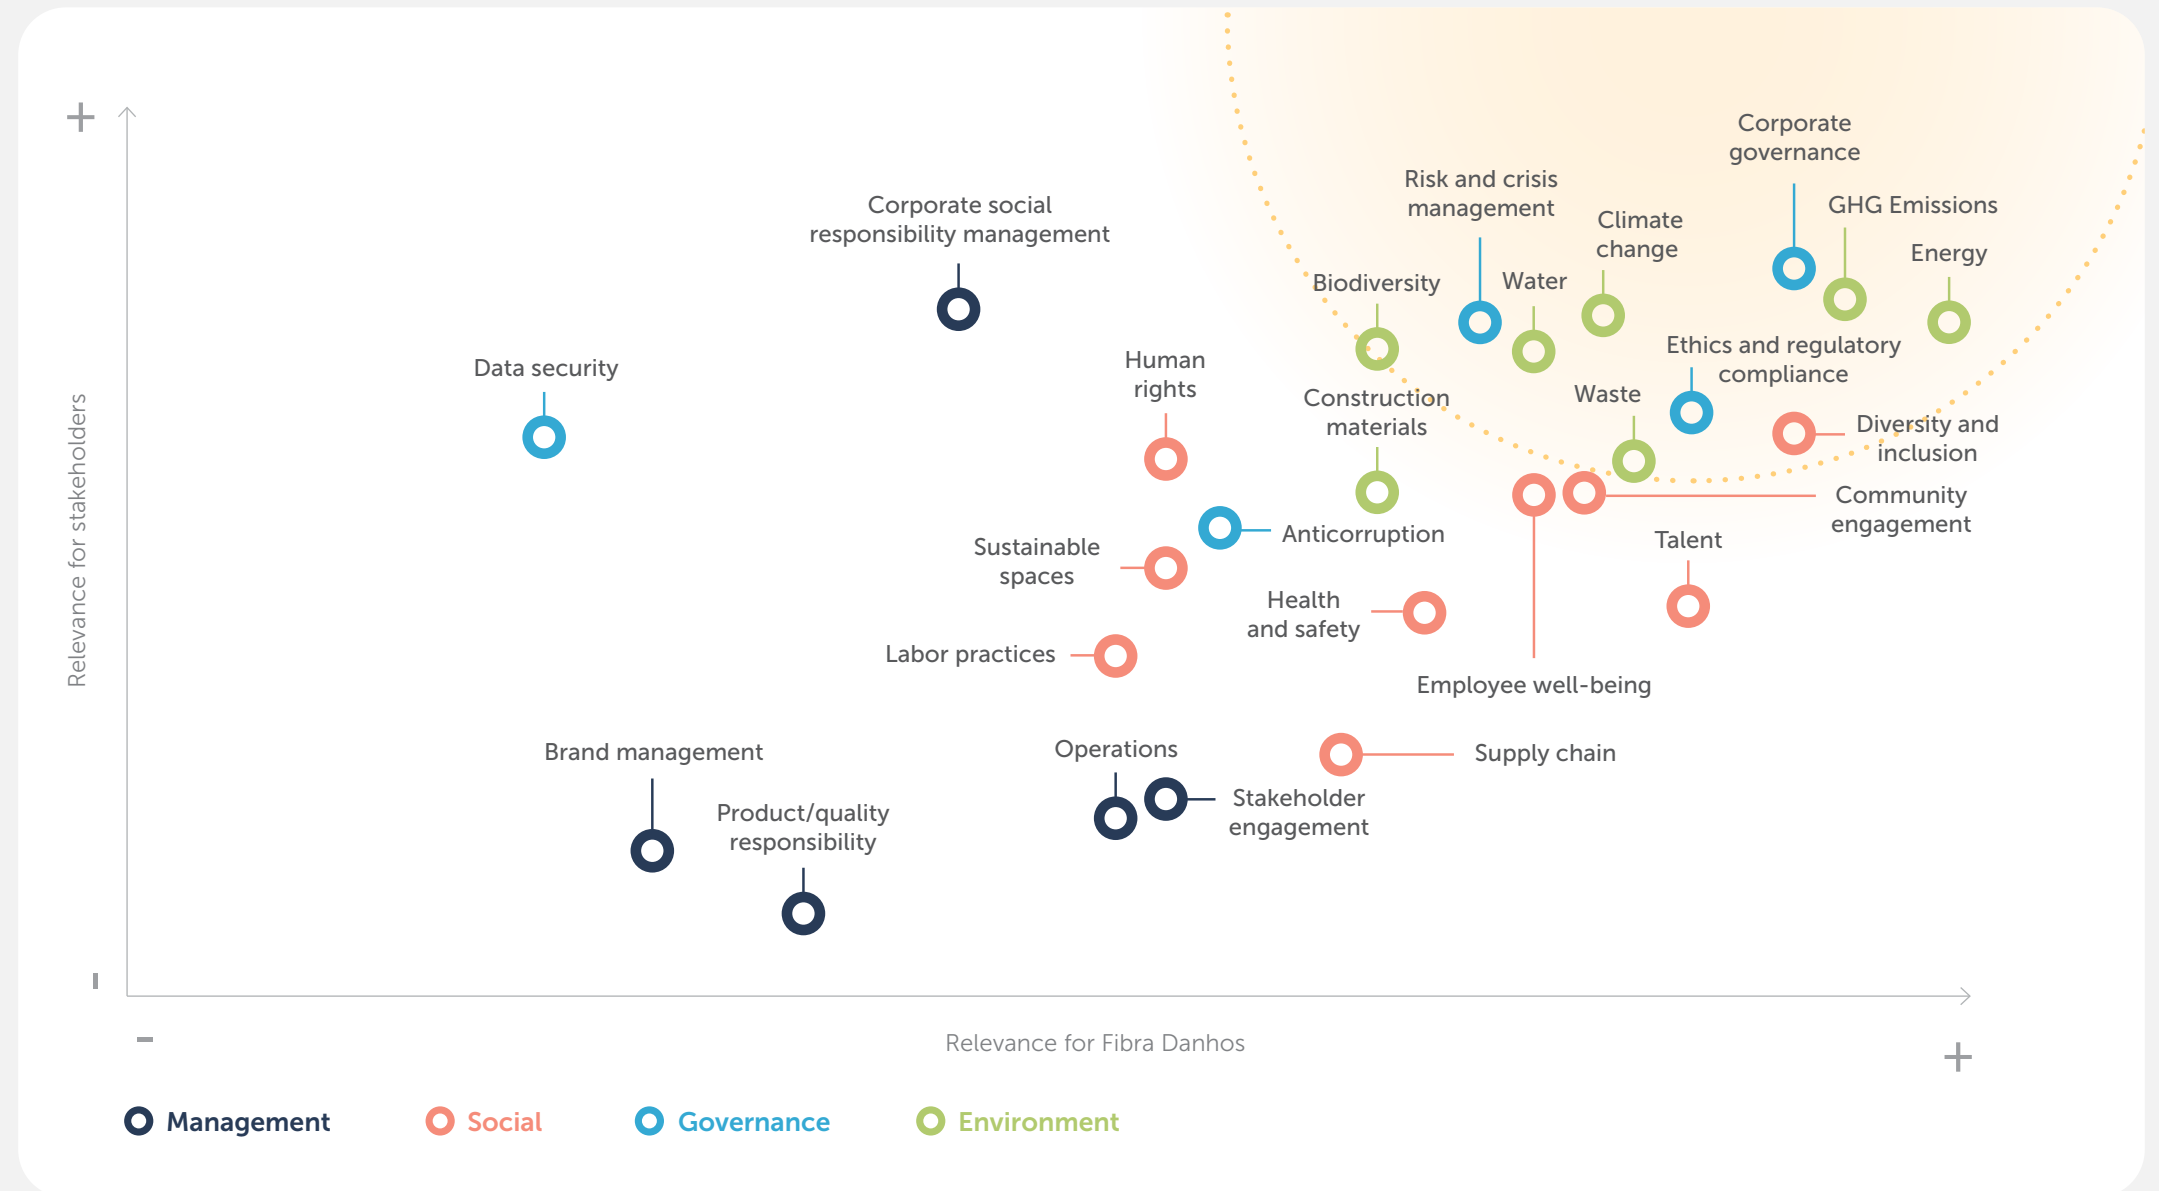 +
Corporate
governance
Risk and crisis
management
Corporate social
responsibility management
Climate
change
GHG Emissions
Energy
Biodiversity
Water
Data security
Human
rights
Ethics and regulatory
compliance
Construction
materials
Waste
Diversity and
inclusion
Community
engagement
Anticorruption
Sustainable
spaces
Talent
Health
and safety
Labor practices
Employee well-being
Brand management
Operations
Supply chain
Product/quality
responsibility
Stakeholder
engagement
Relevance for stakeholders
-
-
Relevance for Fibra Danhos
+
Management
Social
Governance
Environment